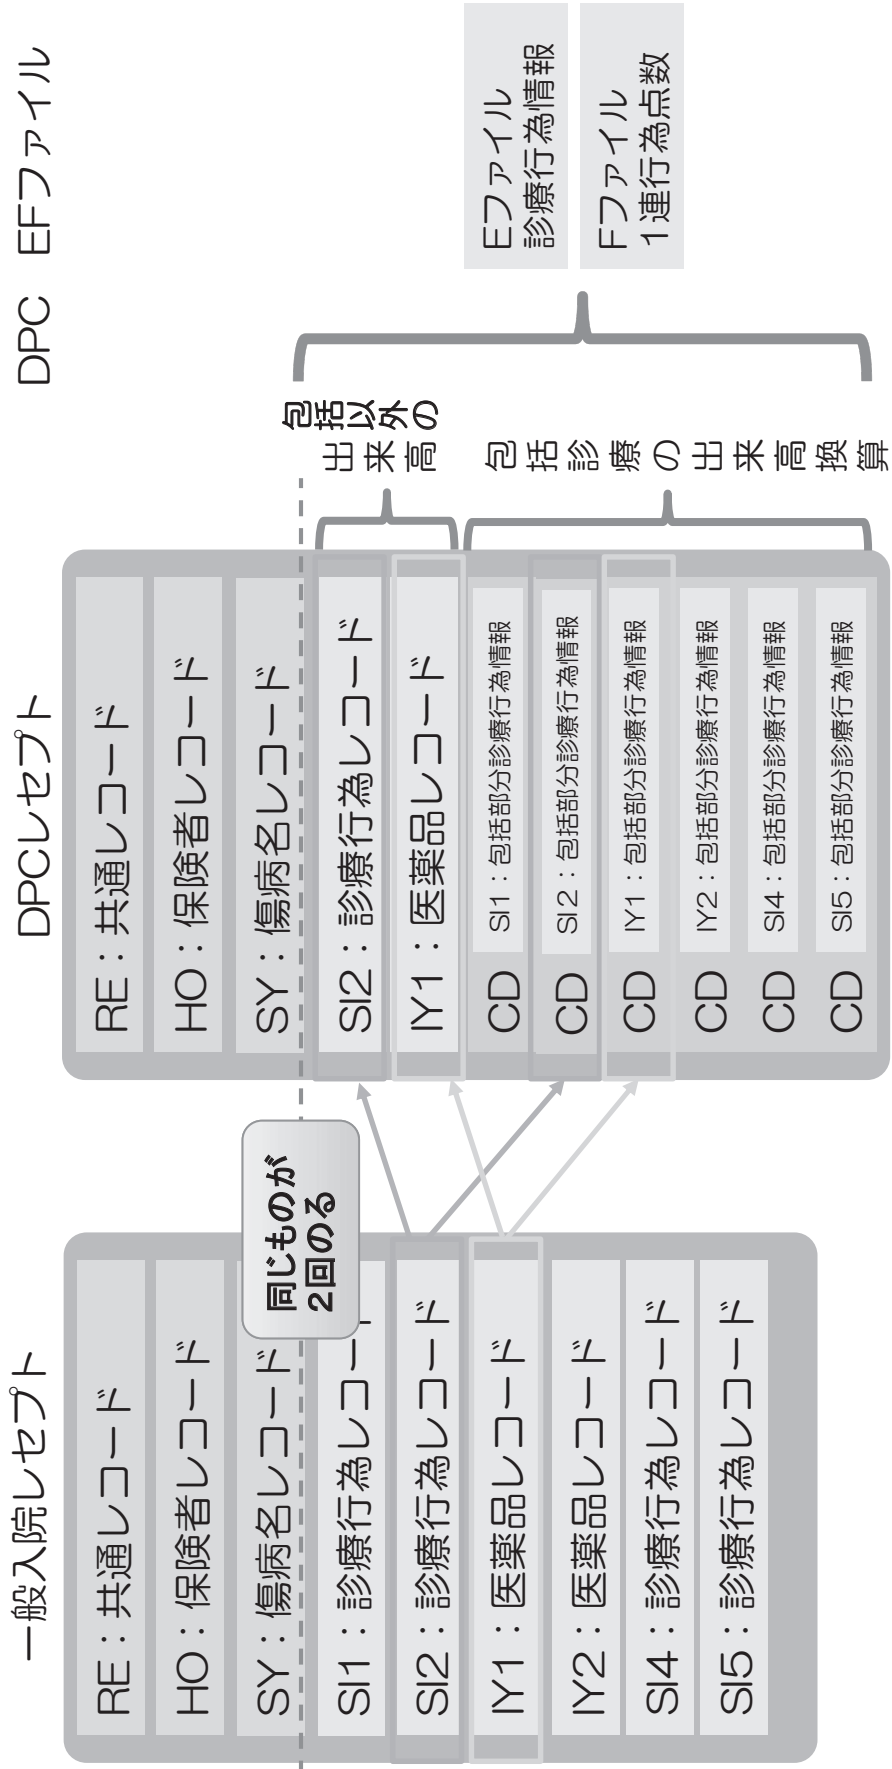 一般入院レセプト
RE：共通レコード
HO：保険者レコード
SY：傷病名レコード
SI1：診療行為レコード
SI2：診療行為レコード
IY1：医薬品レコード
IY2：医薬品レコード
SI4：診療行為レコード
SI5：診療行為レコード
同じものが
2回のる
DPCレセプト
RE：共通レコード
HO：保険者レコード
SY：傷病名レコード
SI2：診療行為レコード
IY1：医薬品レコード
CD SI1：包括部分診療行為情報
CD SI2：包括部分診療行為情報
CD IY1：包括部分診療行為情報
CD IY2：包括部分診療行為情報
CD SI4：包括部分診療行為情報
CD SI5：包括部分診療行為情報
包括以外の
出来高
包括診療の出来高換算
DPC EFファイル
Eファイル
診療行為情報
Fファイル
1連行為点数